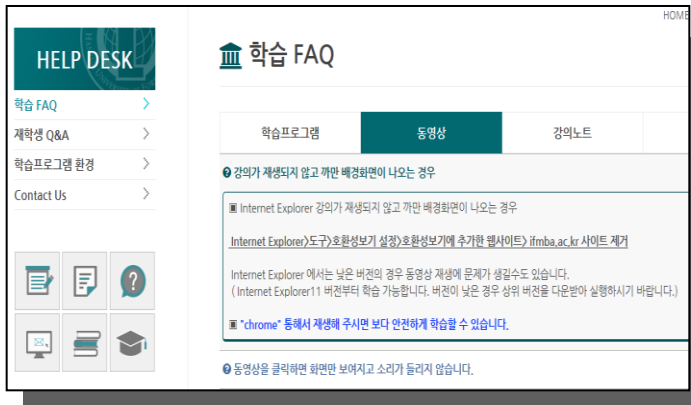 HOME
HELP DESK
학습 FAQ
재학생 Q&A
학습프로그램 환경
Contact Us
학습 FAQ
학습프로그램
동영상
강의노트
강의가 재생되지 않고 까만 배경화면이 나오는 경우
▣ Internet Explorer 강의가 재생되지 않고 까만 배경화면이 나오는 경우
Internet Explorer>도구>호환성보기 설정>호환성보기에 추가한 웹사이트> ifmba,ac,kr 사이트 제거
Internet Explorer 에서는 낮은 버전의 경우 동영상 재생에 문제가 생길수도 있습니다.
( Internet Explorer11 버전부터 학습 가능합니다. 버전이 낮은 경우 상위 버전을 다운받아 실행하시기 바랍니다.)
▣ "chrome" 통해서 재생해 주시면 보다 안전하게 학습할 수 있습니다.
동영상을 클릭하면 화면만 보여지고 소리가 들리지 않습니다.